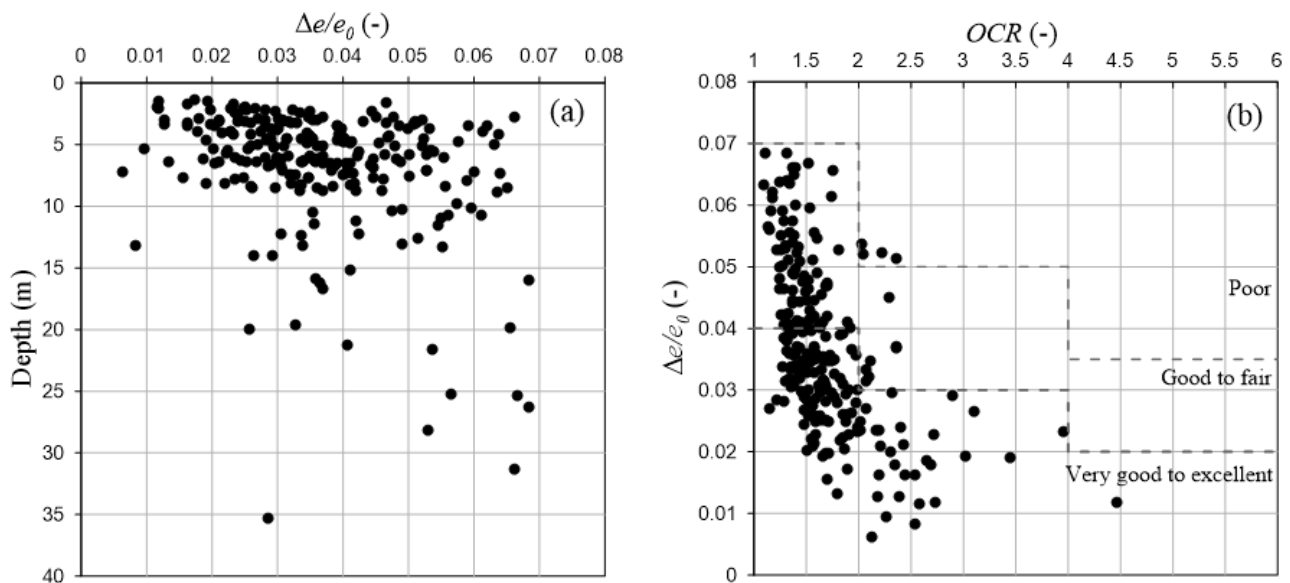 Δe/e0 (-)
0 0.01 0.02 0.03 0.04 0.05 0.06 0.07 0.08
0
5
10
15
20
25
30
35
40
Depth (m)
(a)
OCR (-)
1 1.5 2 2.5 3 3.5 4 4.5 5 5.5 6
0.08
0.07
0.06
0.05
0.04
0.03
0.02
0.01
0
Δe/e0 (-)
(b)
Poor
Good to fair
Very good to excellent